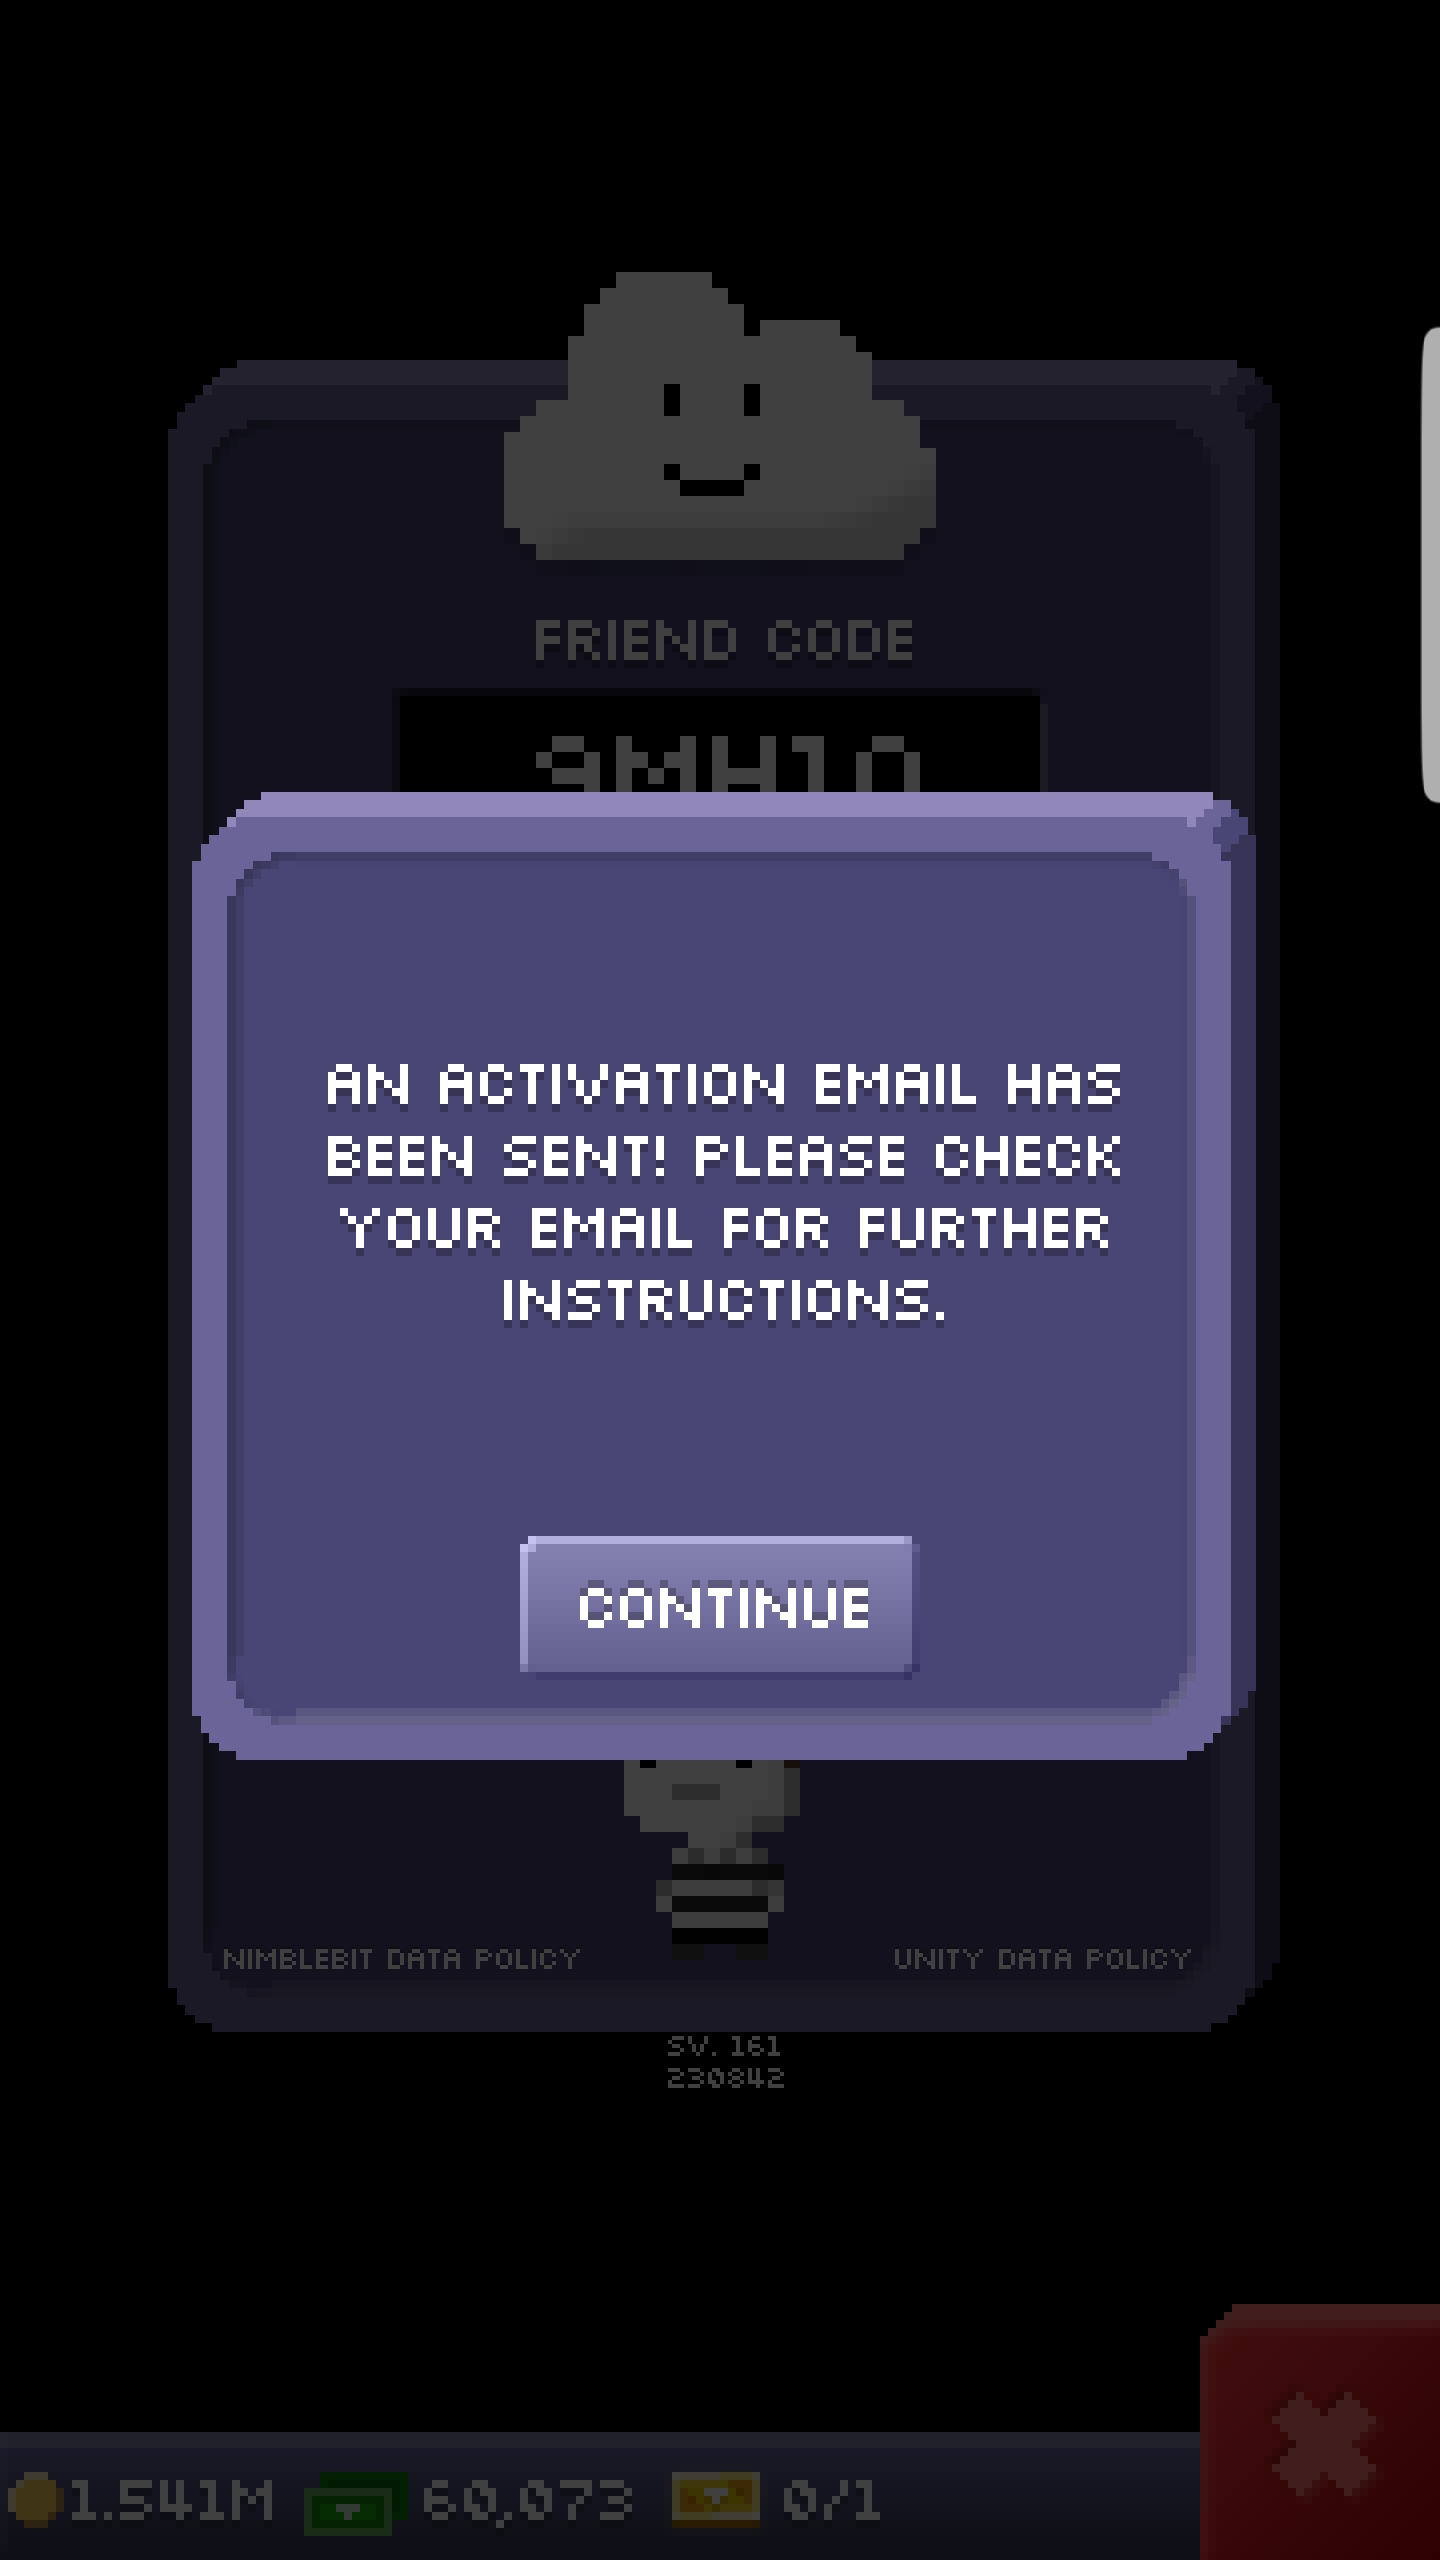 FRIEND CODE
AN ACTIVATION EMAIL HAS
BEEN SENT! PLEASE CHECK
YOUR EMAIL FOR FURTHER
INSTRUCTIONS.
CONTINUE
NIMBLEBIT DATA POLICY
UNITY DATA POLICY
SV. 161
230842
1.541M
60,073
0/1